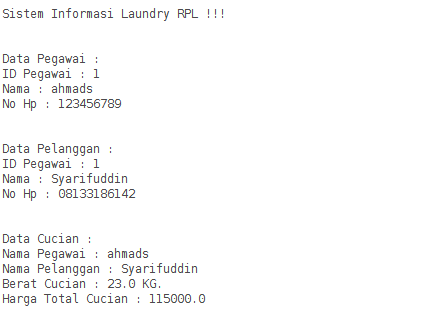 Sistem Informasi Laundry RPL !!!
Data Pegawai :
ID Pegawai : 1
Nama : ahmads
No Hp : 123456789
Data Pelanggan :
ID Pegawai : 1
Nama : Syarifuddin
No Hp : 08133186142
Data Cucian :
Nama Pegawai : ahmads
Nama Pelanggan : Syarifuddin
Berat Cucian : 23.0 KG.
Harga Total Cucian : 115000.0